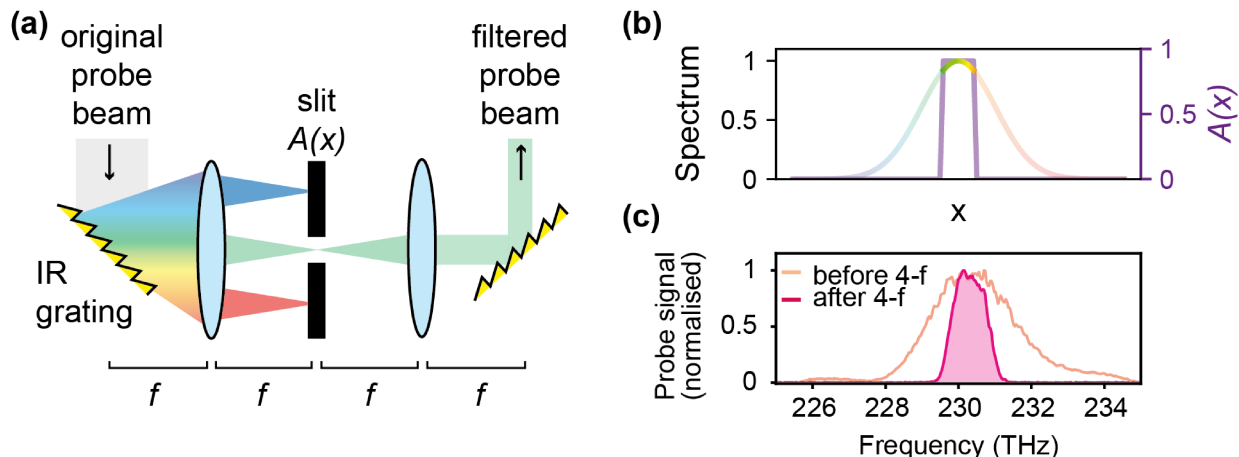 (a)
original
probe
beam
slit
A(x)
filtered
probe
beam
IR
grating
f
f
f
f
(b)
Spectrum
1
0.5
0
1
0.5
0
A(x)
x
(c)
Probe signal
(normalised)
1
0.5
0
before 4-f
after 4-f
226 228 230 232 234
Frequency (THz)